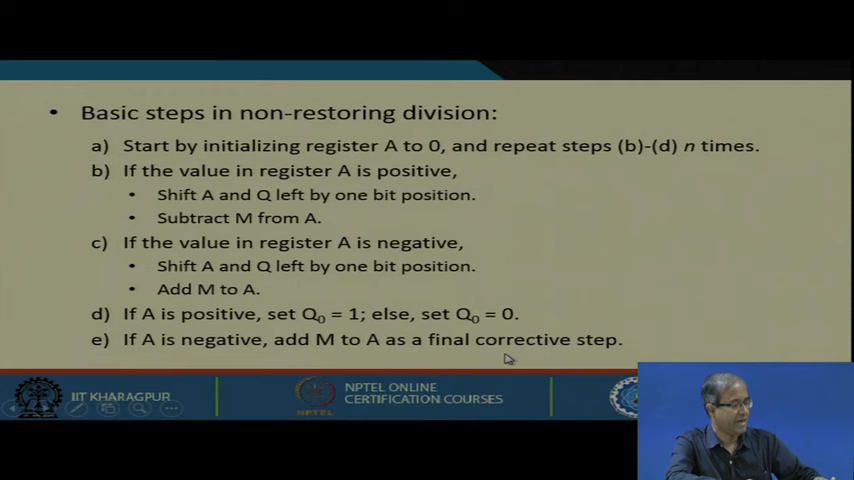 • Basic steps in non-restoring division:
a) Start by initializing register A to 0, and repeat steps (b)-(d) n times.
b) If the value in register A is positive,
• Shift A and Q left by one bit position.
• Subtract M from A.
c) If the value in register A is negative,
• Shift A and Q left by one bit position.
• Add M to A.
d) If A is positive, set Q₀ = 1; else, set Q₀ = 0.
e) If A is negative, add M to A as a final corrective step.
IIT KHARAGPUR
NPTEL
NPTEL ONLINE
CERTIFICATION COURSES